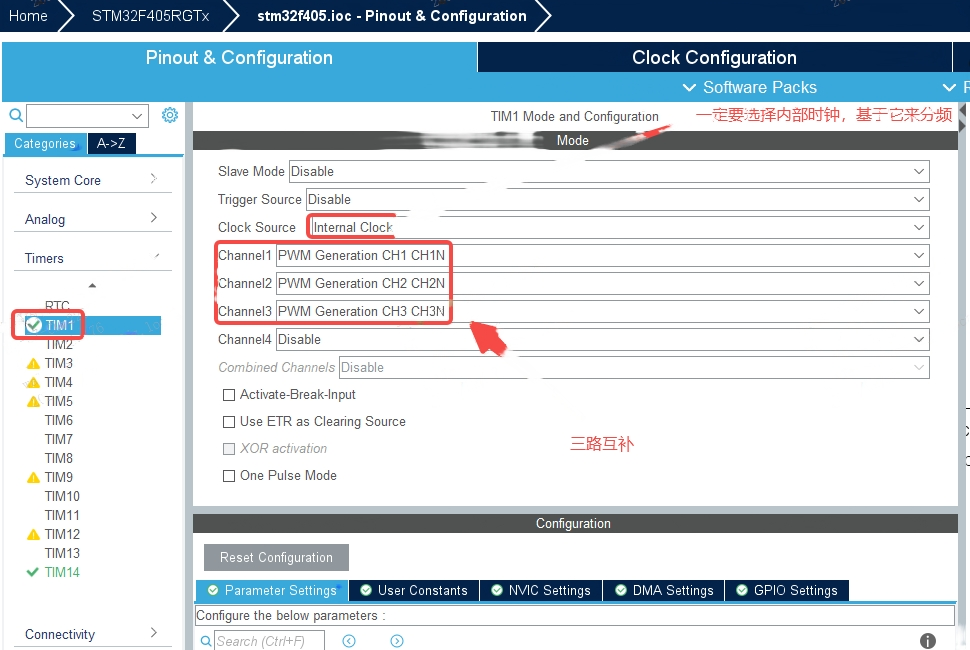 Home
STM32F405RGTx
stm32f405.ioc - Pinout & Configuration
Pinout & Configuration
Clock Configuration
Software Packs
TIM1 Mode and Configuration
一定要选择内部时钟，基于它来分频
Categories
A->Z
Mode
System Core
Analog
Timers
RTC
TIM1
TIM2
TIM3
TIM4
TIM5
TIM6
TIM7
TIM8
TIM9
TIM10
TIM11
TIM12
TIM13
TIM14
Connectivity
Slave Mode Disable
Trigger Source Disable
Clock Source Internal Clock
Channel1 PWM Generation CH1 CH1N
Channel2 PWM Generation CH2 CH2N
Channel3 PWM Generation CH3 CH3N
Channel4 Disable
Combined Channels Disable
Activate-Break-Input
Use ETR as Clearing Source
XOR activation
三路互补
One Pulse Mode
Configuration
Reset Configuration
Parameter Settings
User Constants
NVIC Settings
DMA Settings
GPIO Settings
Configure the below parameters :
Search (Ctrl+F)